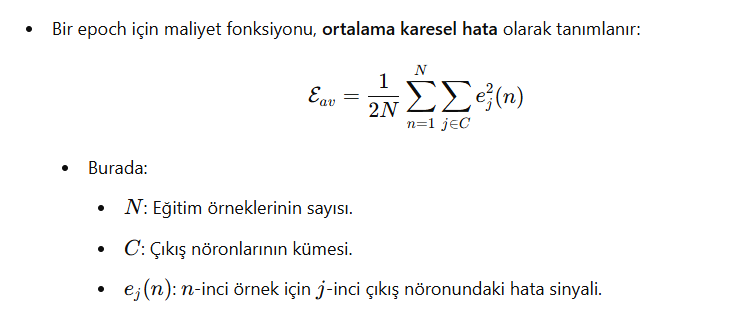 Bir epoch için maliyet fonksiyonu, ortalama karesel hata olarak tanımlanır:
$\mathcal{E}_{av} = \frac{1}{2N} \sum_{n=1}^{N} \sum_{j \in C} e_j^2(n)$
Burada:
$N$: Eğitim örneklerinin sayısı.
$C$: Çıkış nöronlarının kümesi.
$e_j(n)$: $n$-inci örnek için $j$-inci çıkış nöronundaki hata sinyali.